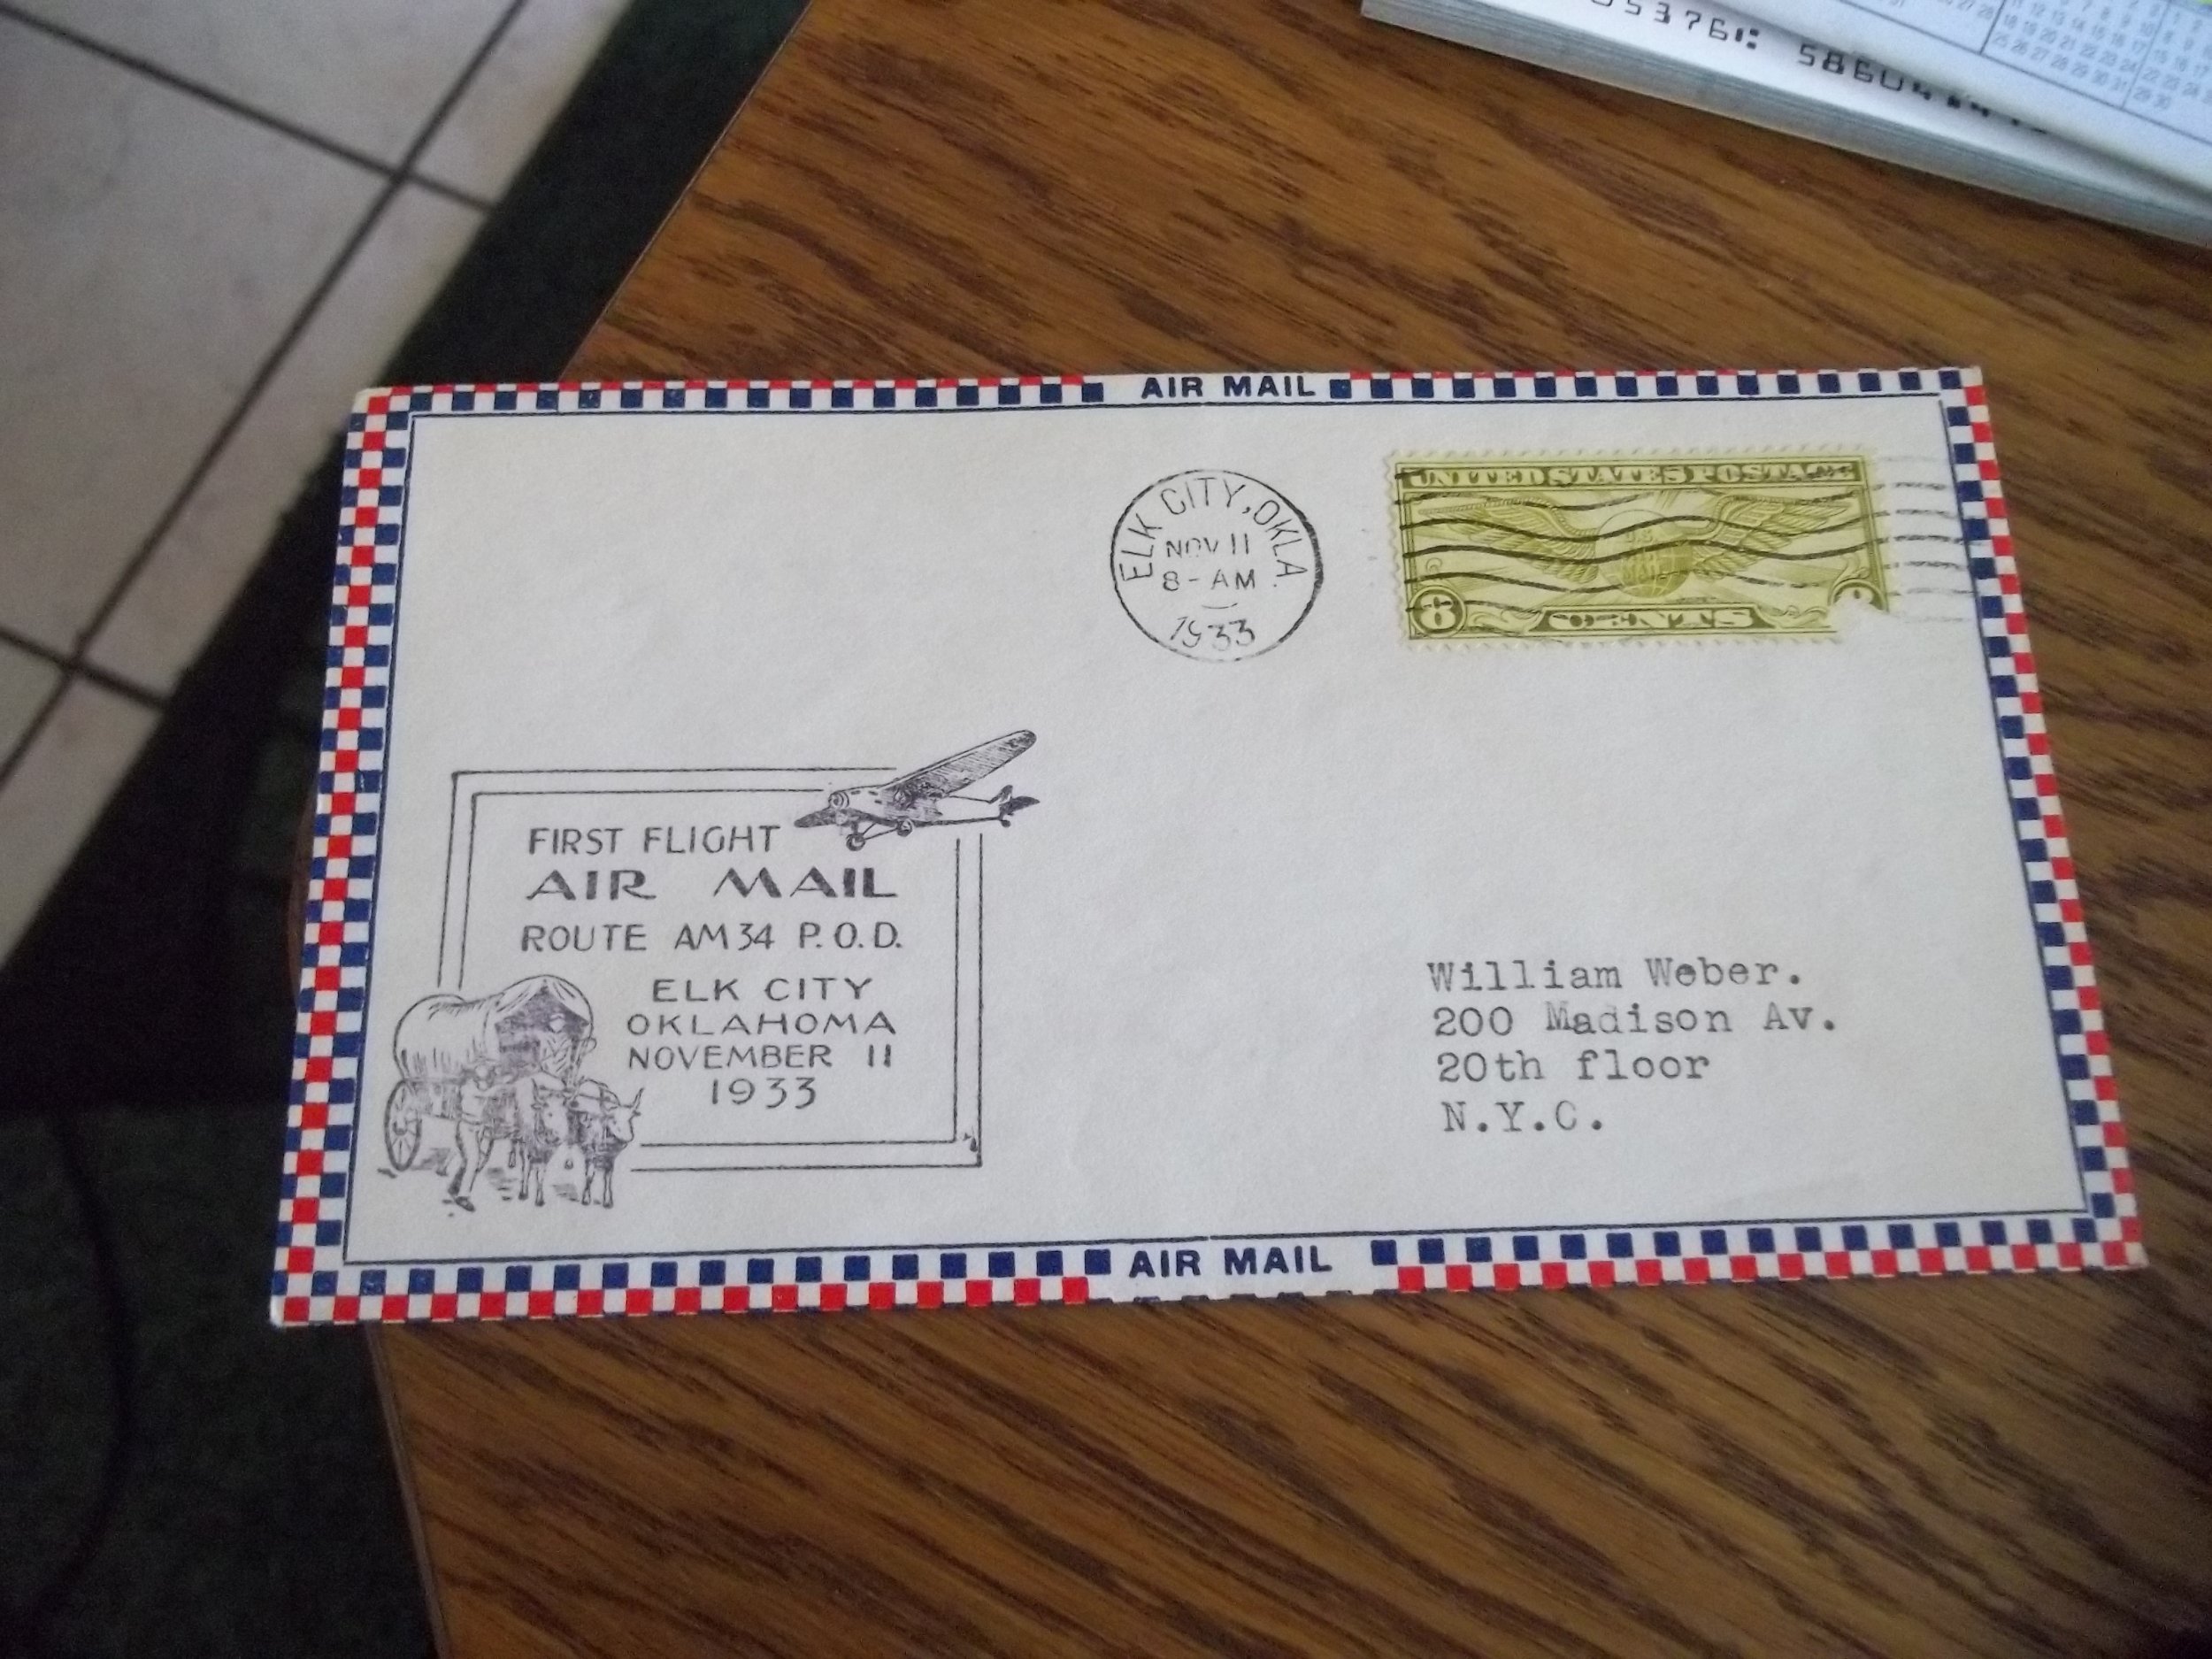 AIR MAIL
ELK CITY, OKLA.
NOV 11
8-AM
1933
UNITED STATES POSTAGE
8 CENTS
FIRST FLIGHT
AIR MAIL
ROUTE AM34 P.O.D.
ELK CITY
OKLAHOMA
NOVEMBER 11
1933
William Weber.
200 Madison Av.
20th floor
N.Y.C.
AIR MAIL